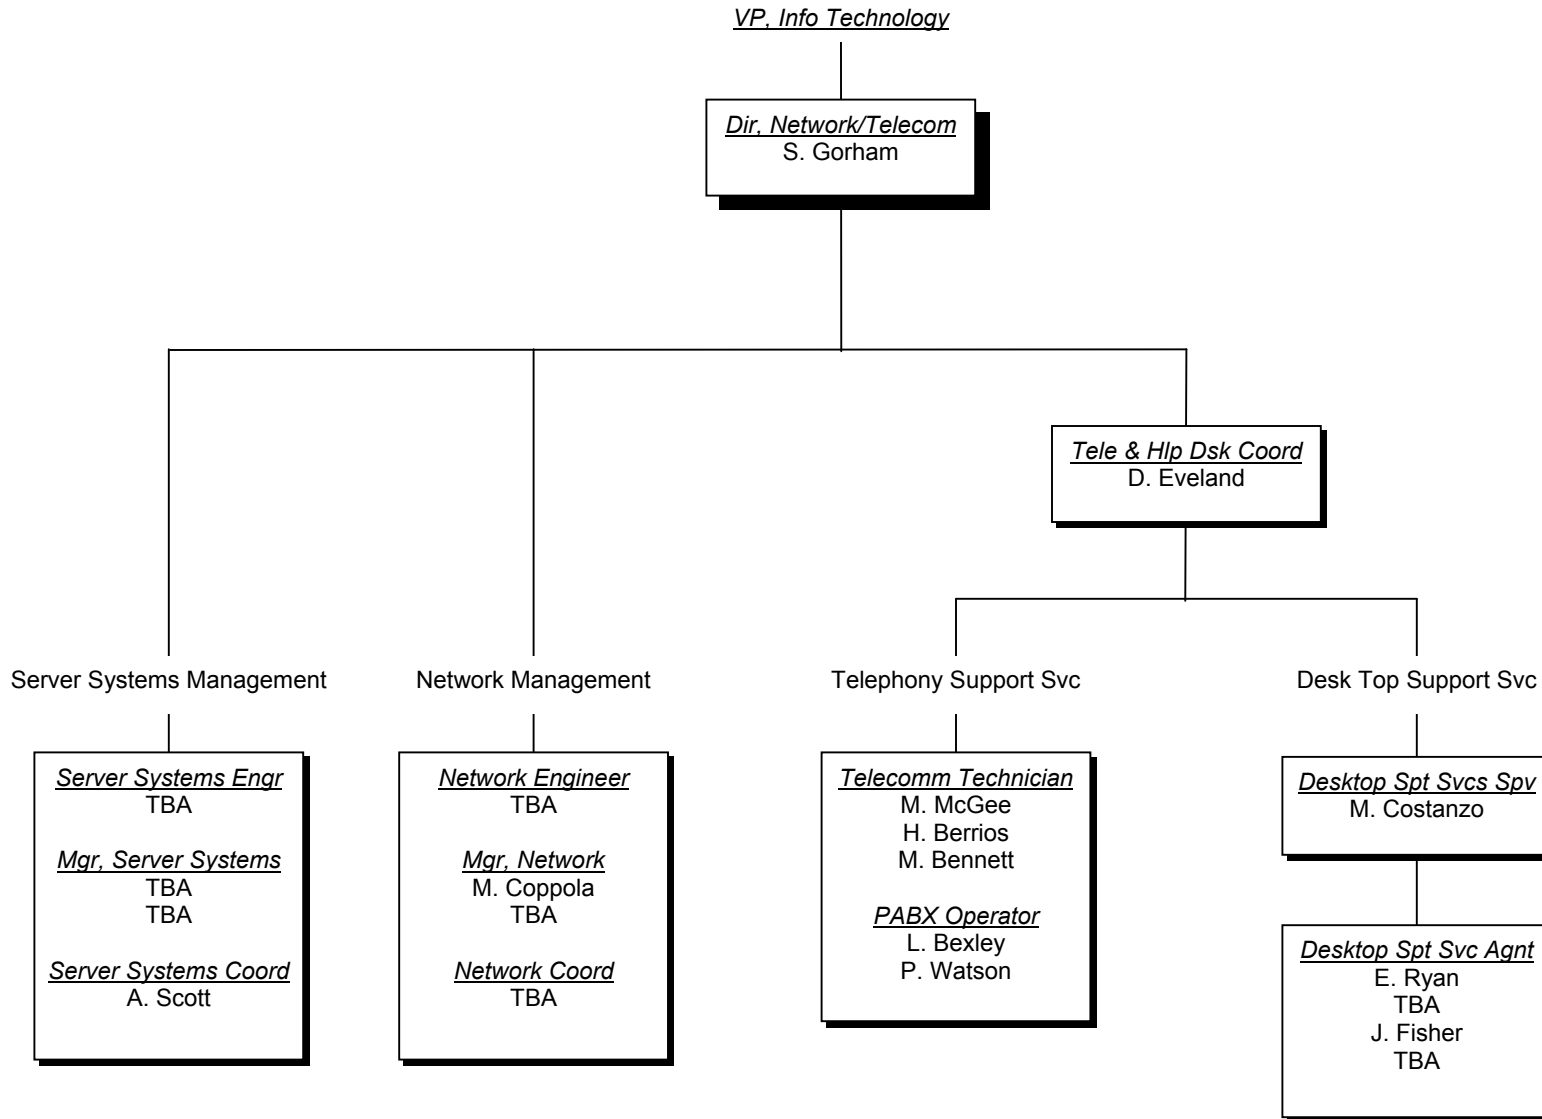 VP, Info Technology
Dir, Network/Telecom
S. Gorham
Tele & Hlp Dsk Coord
D. Eveland
Server Systems Management
Network Management
Telephony Support Svc
Desk Top Support Svc
Server Systems Engr
TBA
Mgr, Server Systems
TBA
TBA
Server Systems Coord
A. Scott
Network Engineer
TBA
Mgr, Network
M. Coppola
TBA
Network Coord
TBA
Telecomm Technician
M. McGee
H. Berrios
M. Bennett
PABX Operator
L. Bexley
P. Watson
Desktop Spt Svcs Spv
M. Costanzo
Desktop Spt Svc Agnt
E. Ryan
TBA
J. Fisher
TBA